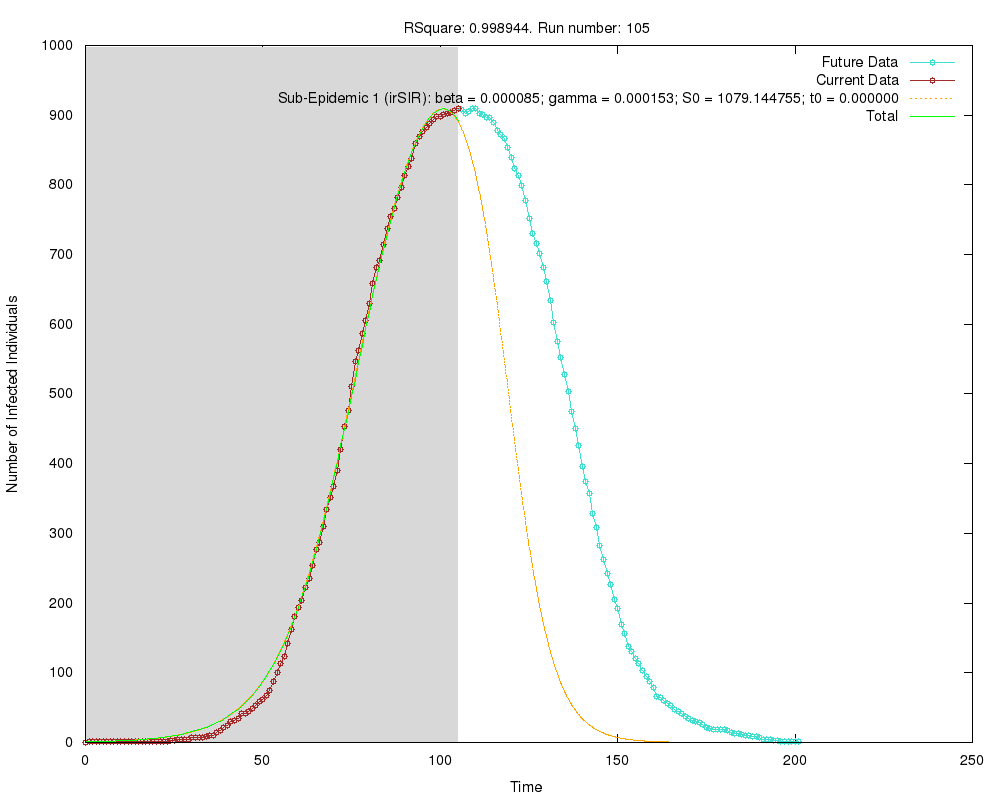 RSquare: 0.998944. Run number: 105
1000
900
800
700
600
500
400
300
200
100
0
Number of Infected Individuals
Future Data
Current Data
Sub-Epidemic 1 (irSIR): beta = 0.000085; gamma = 0.000153; S0 = 1079.144755; t0 = 0.000000
Total
0 50 100 150 200 250
Time